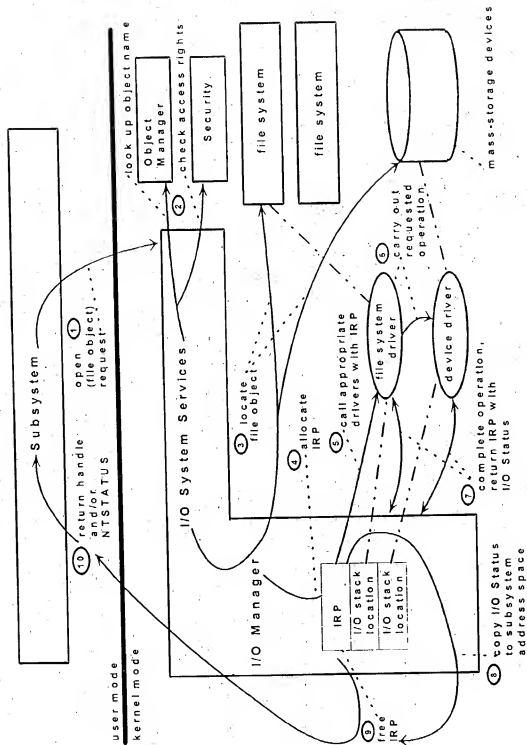 Subsystem
user mode
kernel mode
10 return handle
and/or
NTSTATUS
open 1
(file object)
request
look up object name
Object
Manager
check access rights
2
Security
I/O System Services
file system
file system
3 locate
file object
4 allocate
IRP
5 call appropriate
drivers with IRP
I/O Manager
IRP
I/O stack
location
I/O stack
location
file system
driver
device driver
6 carry out
requested
operation
mass-storage devices
7 complete operation,
return IRP with
I/O Status
8 copy I/O Status
to subsystem
address space
9 free
IRP